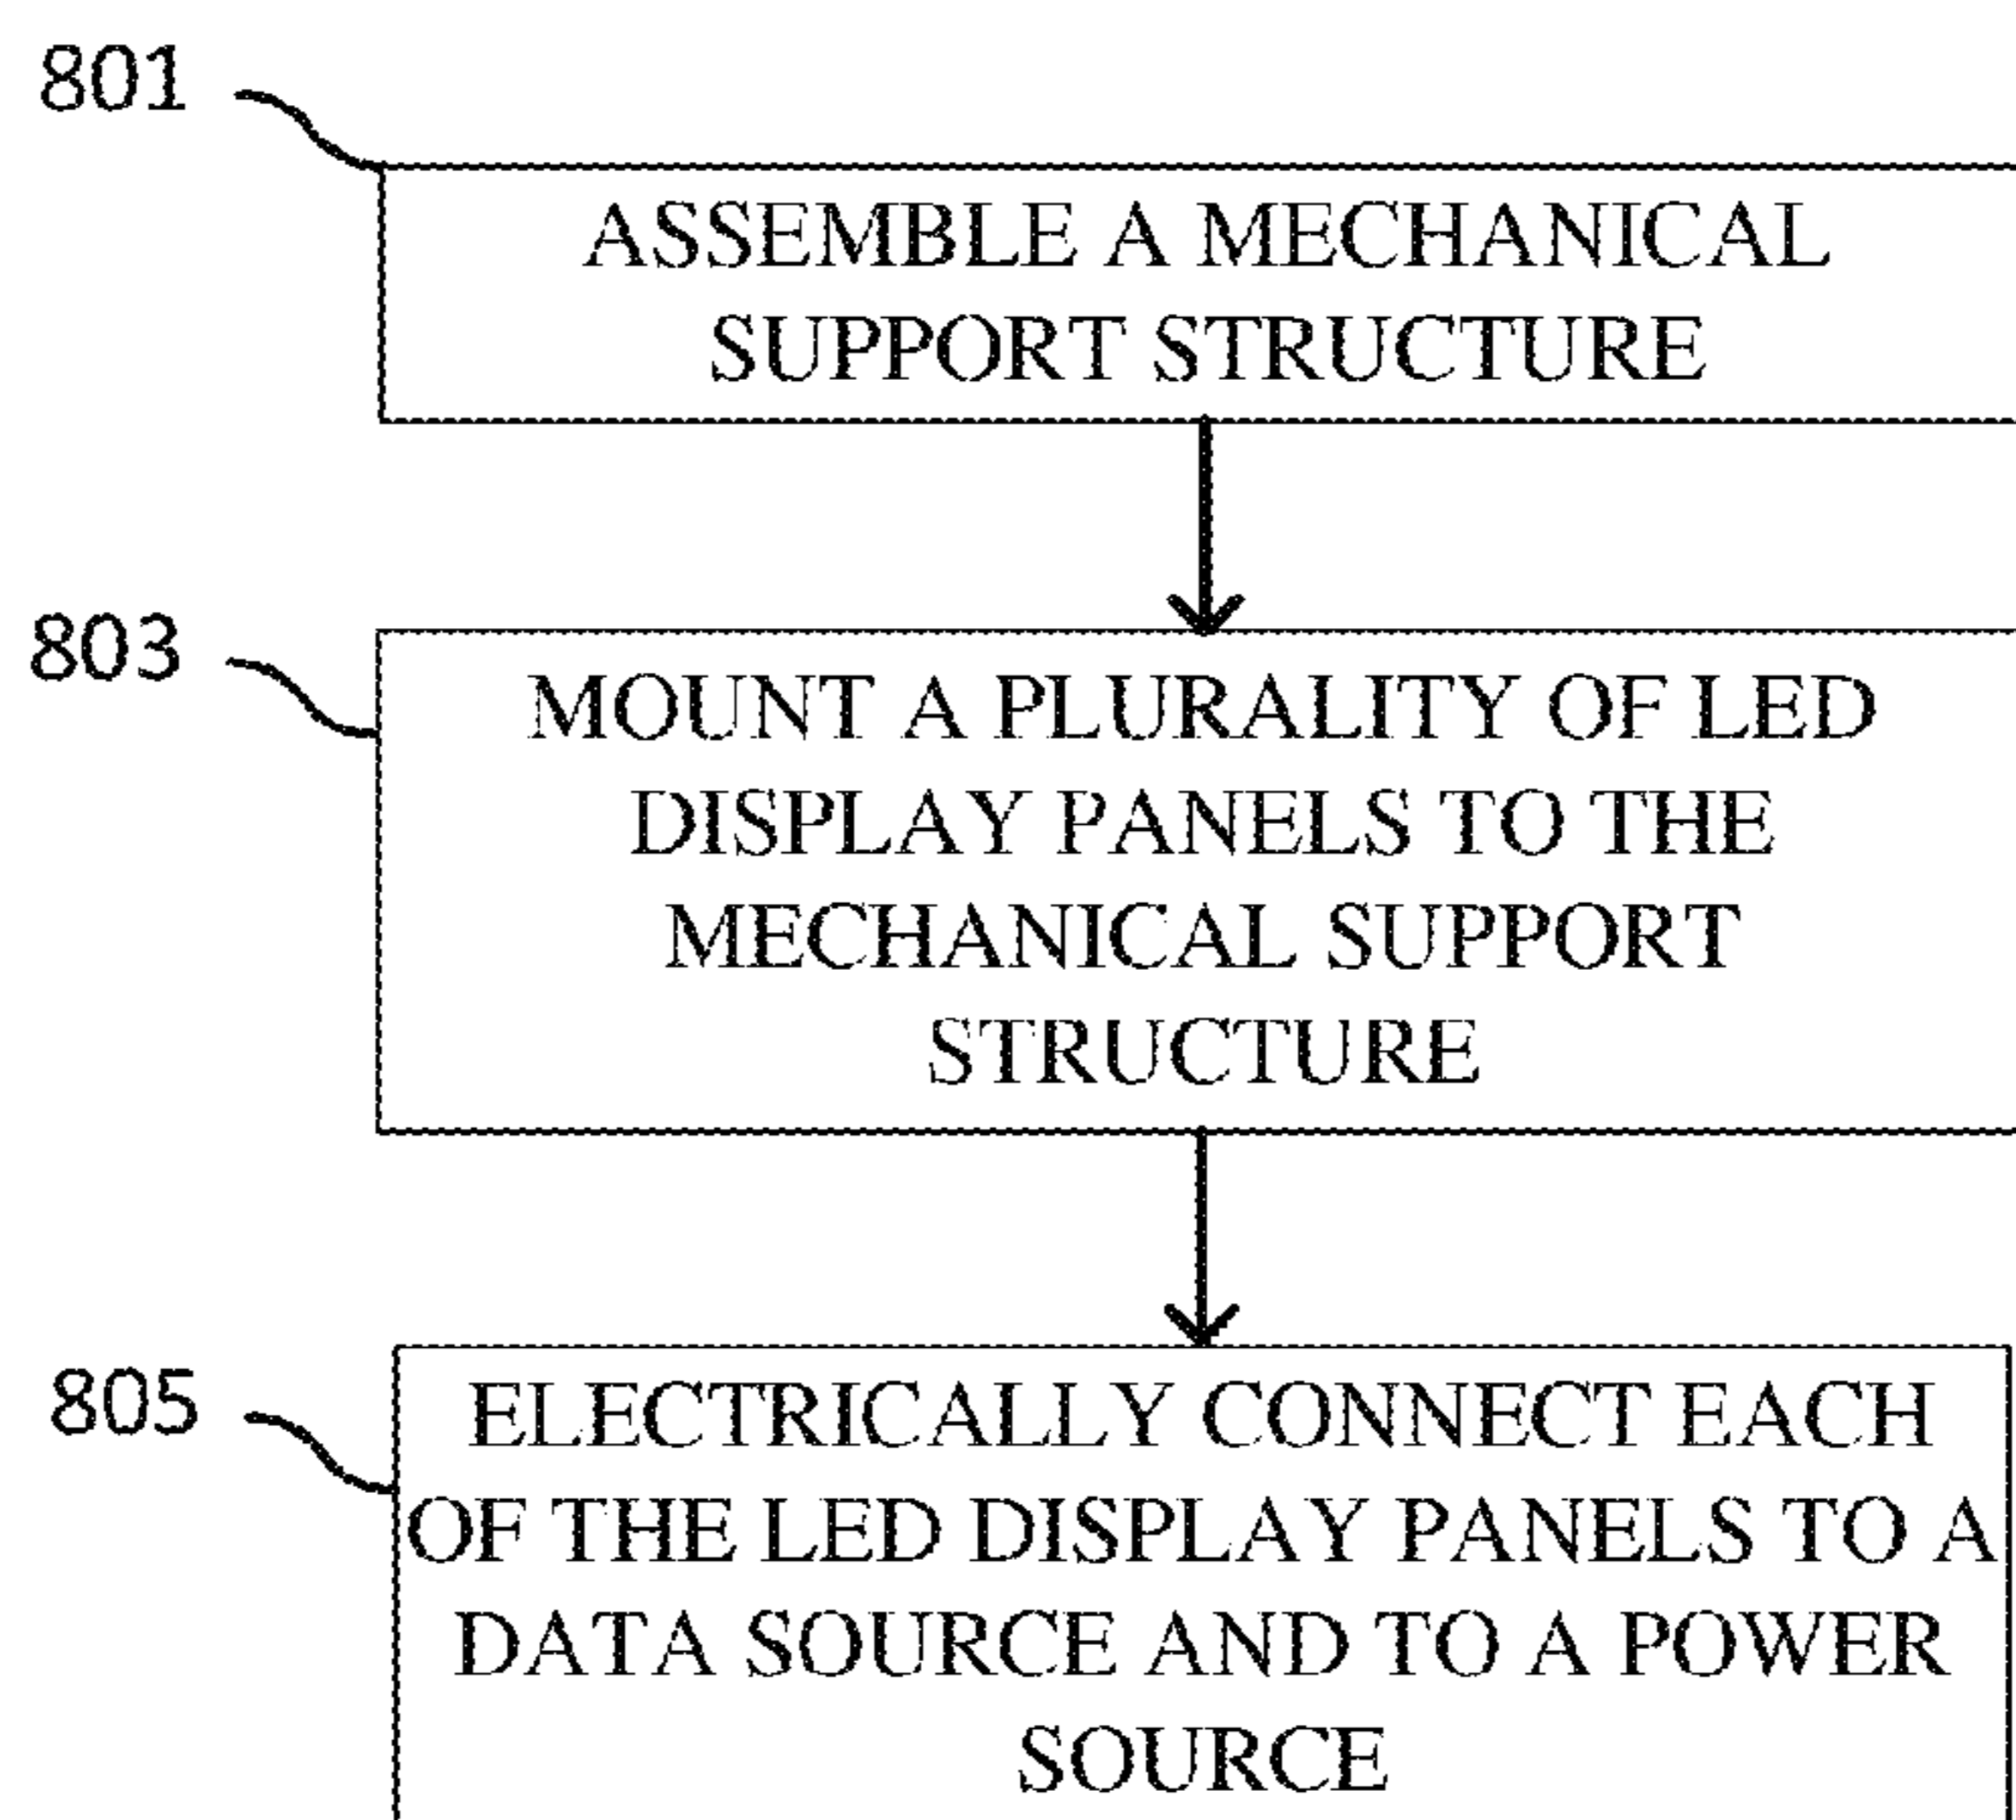 801
ASSEMBLE A MECHANICAL
SUPPORT STRUCTURE
803
MOUNT A PLURALITY OF LED
DISPLAY PANELS TO THE
MECHANICAL SUPPORT
STRUCTURE
805
ELECTRICALLY CONNECT EACH
OF THE LED DISPLAY PANELS TO A
DATA SOURCE AND TO A POWER
SOURCE